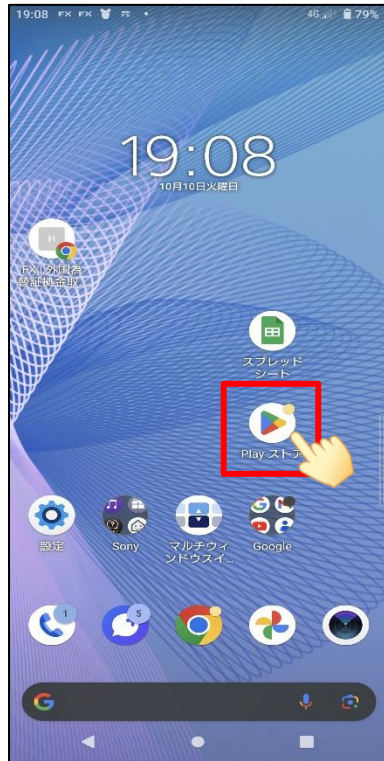 19:08 FX FX
4G 79%
19:08
10月10日火曜日
H
FX | 外国為
替証拠金取
スプレッド
シート
Play ストア
設定
Sony
マルチウィ
ンドウスイ...
Google
1
5